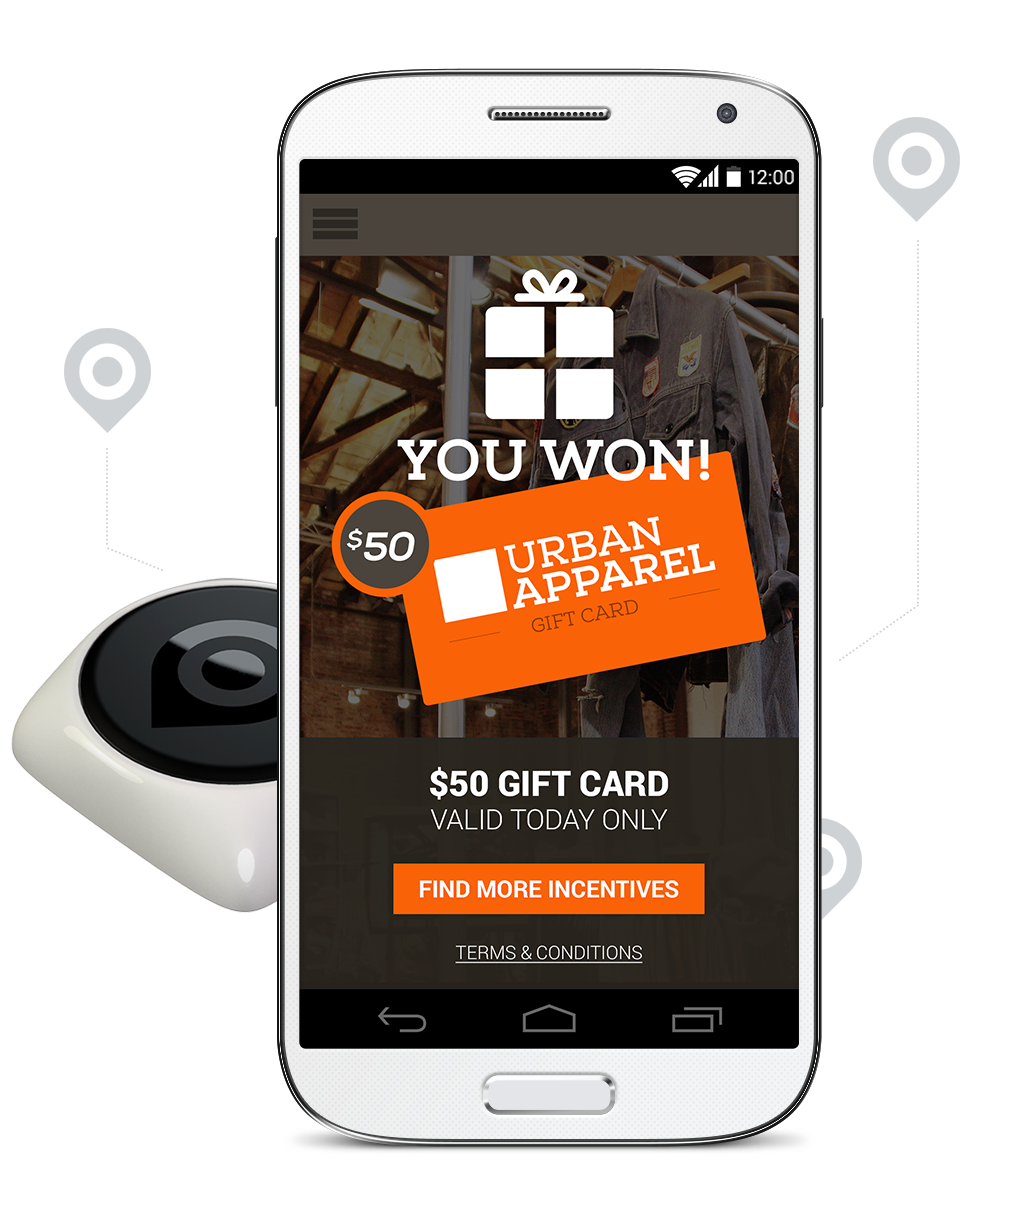 12:00
YOU WON!
$50
URBAN
APPAREL
GIFT CARD
$50 GIFT CARD
VALID TODAY ONLY
FIND MORE INCENTIVES
TERMS & CONDITIONS